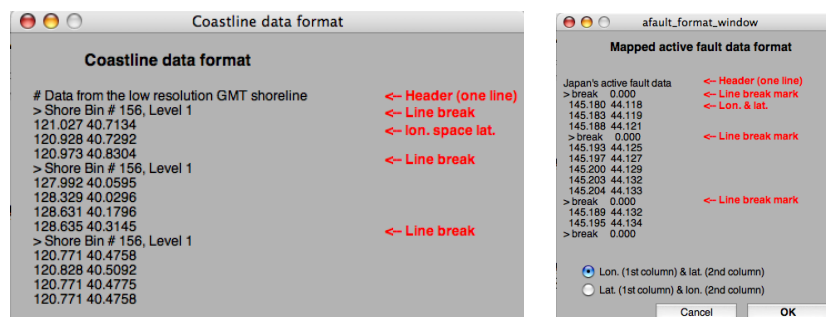 Coastline data format
Coastline data format
# Data from the low resolution GMT shoreline <-- Header (one line)
> Shore Bin # 156, Level 1 <-- Line break
121.027 40.7134 <-- lon. space lat.
120.928 40.7292
120.973 40.8304
> Shore Bin # 156, Level 1 <-- Line break
127.992 40.0595
128.329 40.0296
128.631 40.1796
128.635 40.3145
> Shore Bin # 156, Level 1 <-- Line break
120.771 40.4758
120.828 40.5092
120.771 40.4775
120.771 40.4758
afault_format_window
Mapped active fault data format
Japan's active fault data <-- Header (one line)
> break 0.000 <-- Line break mark
145.180 44.118 <-- Lon. & lat.
145.183 44.119
145.188 44.121
> break 0.000 <-- Line break mark
145.193 44.125
145.197 44.127
145.200 44.129
145.203 44.132
145.204 44.133
> break 0.000 <-- Line break mark
145.189 44.132
145.195 44.134
> break 0.000
Lon. (1st column) & lat. (2nd column)
Lat. (1st column) & lon. (2nd column)
Cancel OK